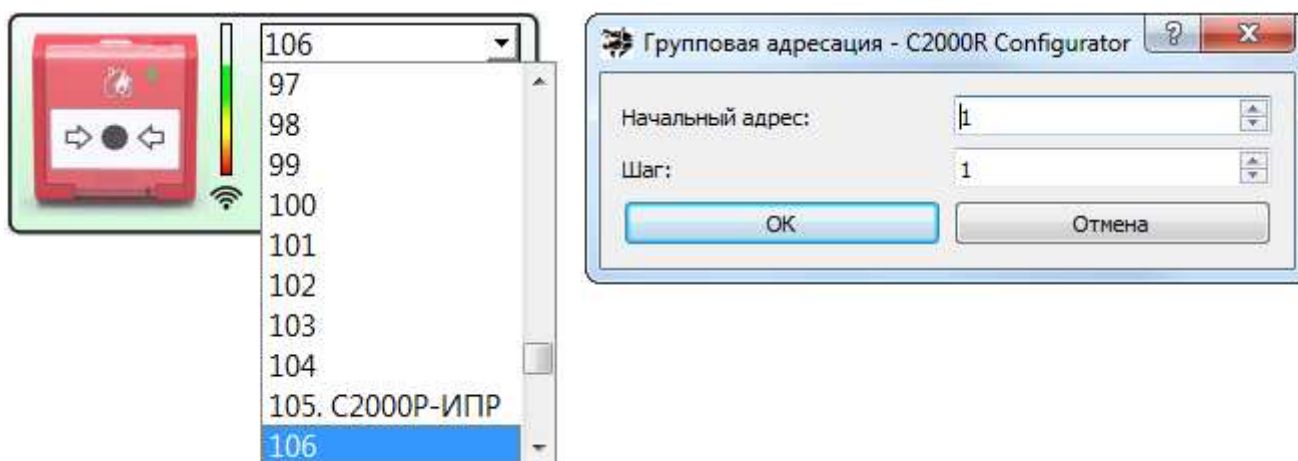 106
97
98
99
100
101
102
103
104
105. С2000Р-ИПР
106
Групповая адресация - C2000R Configurator
Начальный адрес: 1
Шаг: 1
ОК Отмена